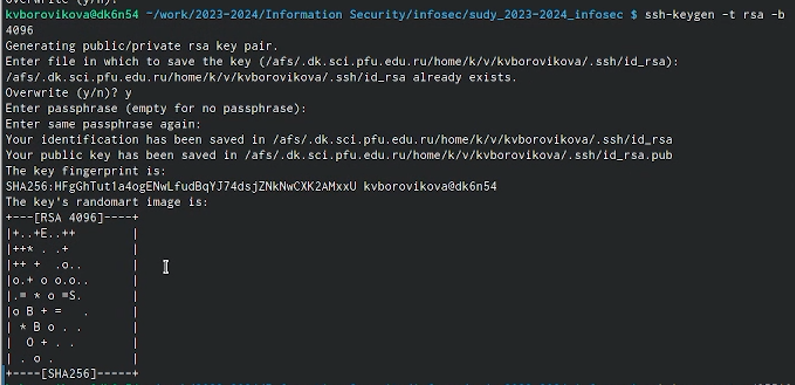 Overwrite (y/n):
kvborovikova@dk6n54 ~/work/2023-2024/Information Security/infosec/sudy_2023-2024_infosec $ ssh-keygen -t rsa -b
4096
Generating public/private rsa key pair.
Enter file in which to save the key (/afs/.dk.sci.pfu.edu.ru/home/k/v/kvborovikova/.ssh/id_rsa):
/afs/.dk.sci.pfu.edu.ru/home/k/v/kvborovikova/.ssh/id_rsa already exists.
Overwrite (y/n)? y
Enter passphrase (empty for no passphrase):
Enter same passphrase again:
Your identification has been saved in /afs/.dk.sci.pfu.edu.ru/home/k/v/kvborovikova/.ssh/id_rsa
Your public key has been saved in /afs/.dk.sci.pfu.edu.ru/home/k/v/kvborovikova/.ssh/id_rsa.pub
The key fingerprint is:
SHA256:HFgGhTut1a4ogENwLfudBqYJ74dsjZNkNwCXK2AMxxU kvborovikova@dk6n54
The key's randomart image is:
+---[RSA 4096]----+
|+..+E..++        |
|++* . .+         |
|++ +  .o..       |
|o.+ o o.o..      |
|.= * o =S.       |
|o B + =   .      |
| * B o . .       |
|  O + . .        |
| . o .           |
+----[SHA256]-----+